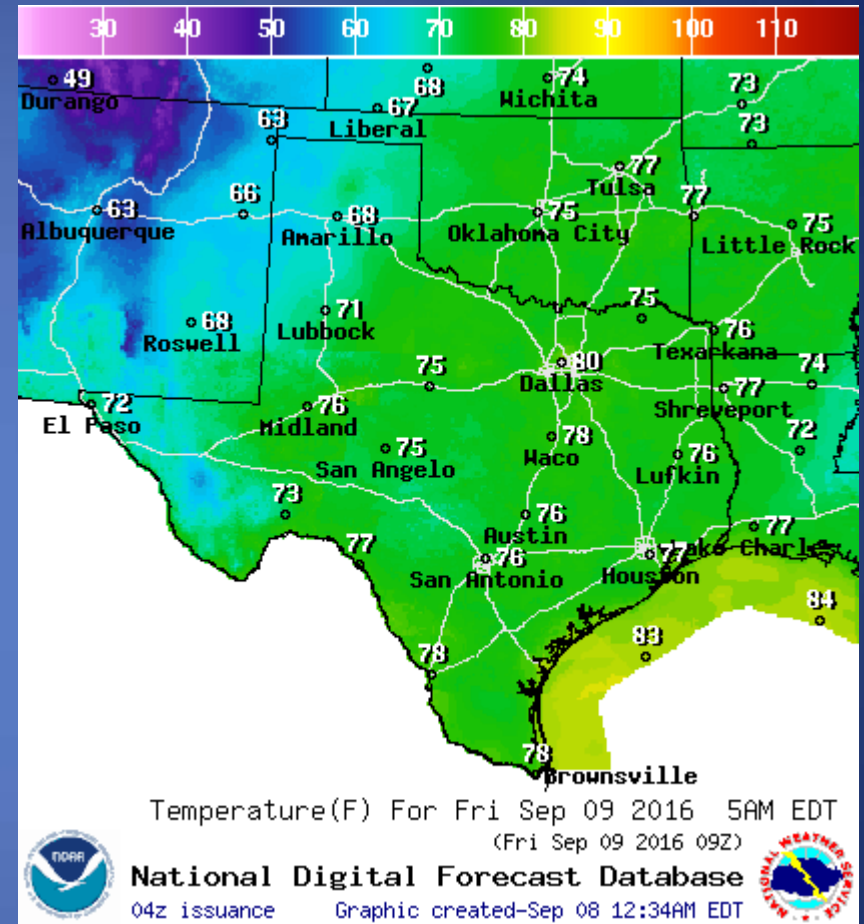 30 40 50 60 70 80 90 100 110
49
Durango
68
74
Wichita
73
67
Liberal
63
73
77
Tulsa
63
Albuquerque
66
68
Amarillo
75
Oklahoma City
77
75
Little Rock
68
Roswell
71
Lubbock
75
76
Texarkana
80
Dallas
75
74
77
Shreveport
72
El Paso
76
Midland
78
Waco
72
75
San Angelo
76
Lufkin
73
76
Austin
77
Lake Charles
77
76
San Antonio
77
Houston
84
83
78
78
Brownsville
Temperature(F) For Fri Sep 09 2016 5AM EDT
(Fri Sep 09 2016 09Z)
NOAA
National Digital Forecast Database
04z issuance Graphic created-Sep 08 12:34AM EDT
NATIONAL WEATHER SERVICE